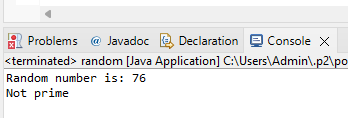 Problems @ Javadoc Declaration Console
<terminated> random [Java Application] C:\Users\Admin\.p2\po
Random number is: 76
Not prime